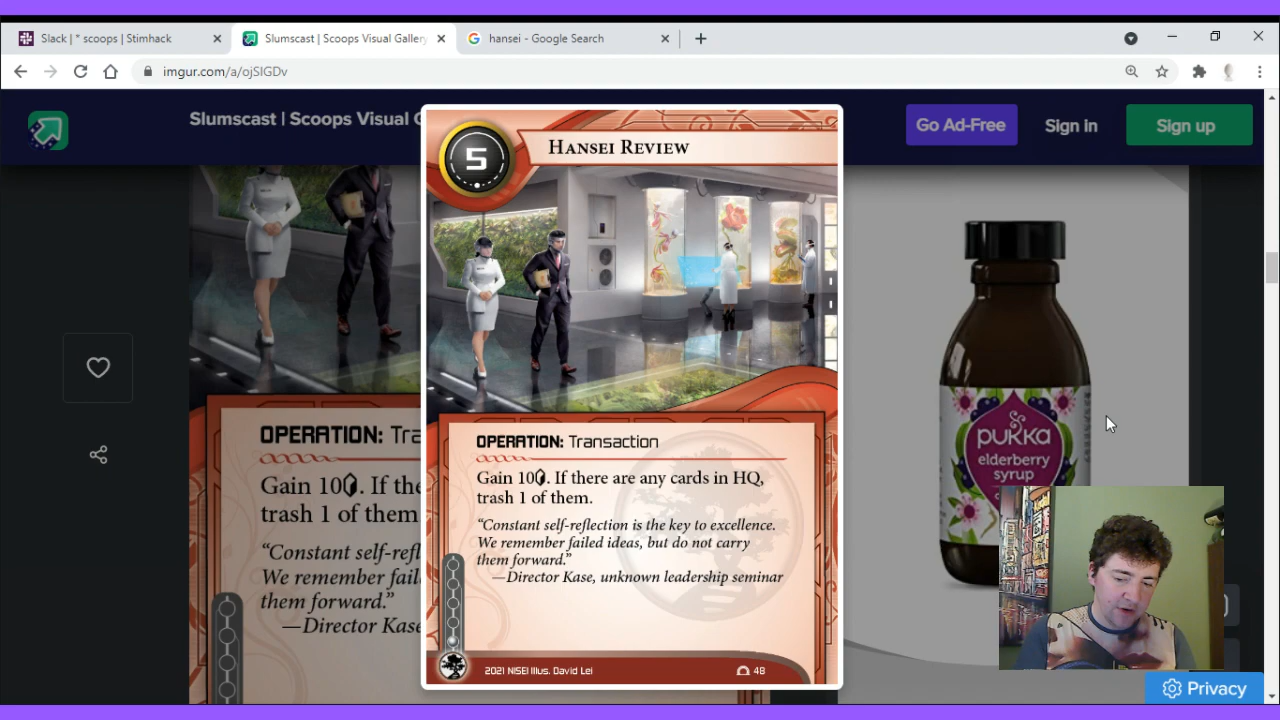 Slack | * scoops | Stimhack
Slumscast | Scoops Visual Gallery
hansei - Google Search
imgur.com/a/ojSIGDv
Slumscast | Scoops Visual G
Go Ad-Free
Sign in
Sign up
5
HANSEI REVIEW
OPERATION: Transaction
Gain 10. If there are any cards in HQ,
trash 1 of them.
“Constant self-reflection is the key to excellence.
We remember failed ideas, but do not carry
them forward.”
—Director Kase, unknown leadership seminar
2021 NISEI Illus. David Lei
48
OPERATION: Tra
Gain 10. If the
trash 1 of them
“Constant self-refl
We remember fail
them forward.”
—Director Kase
pukka
elderberry
syrup
Privacy